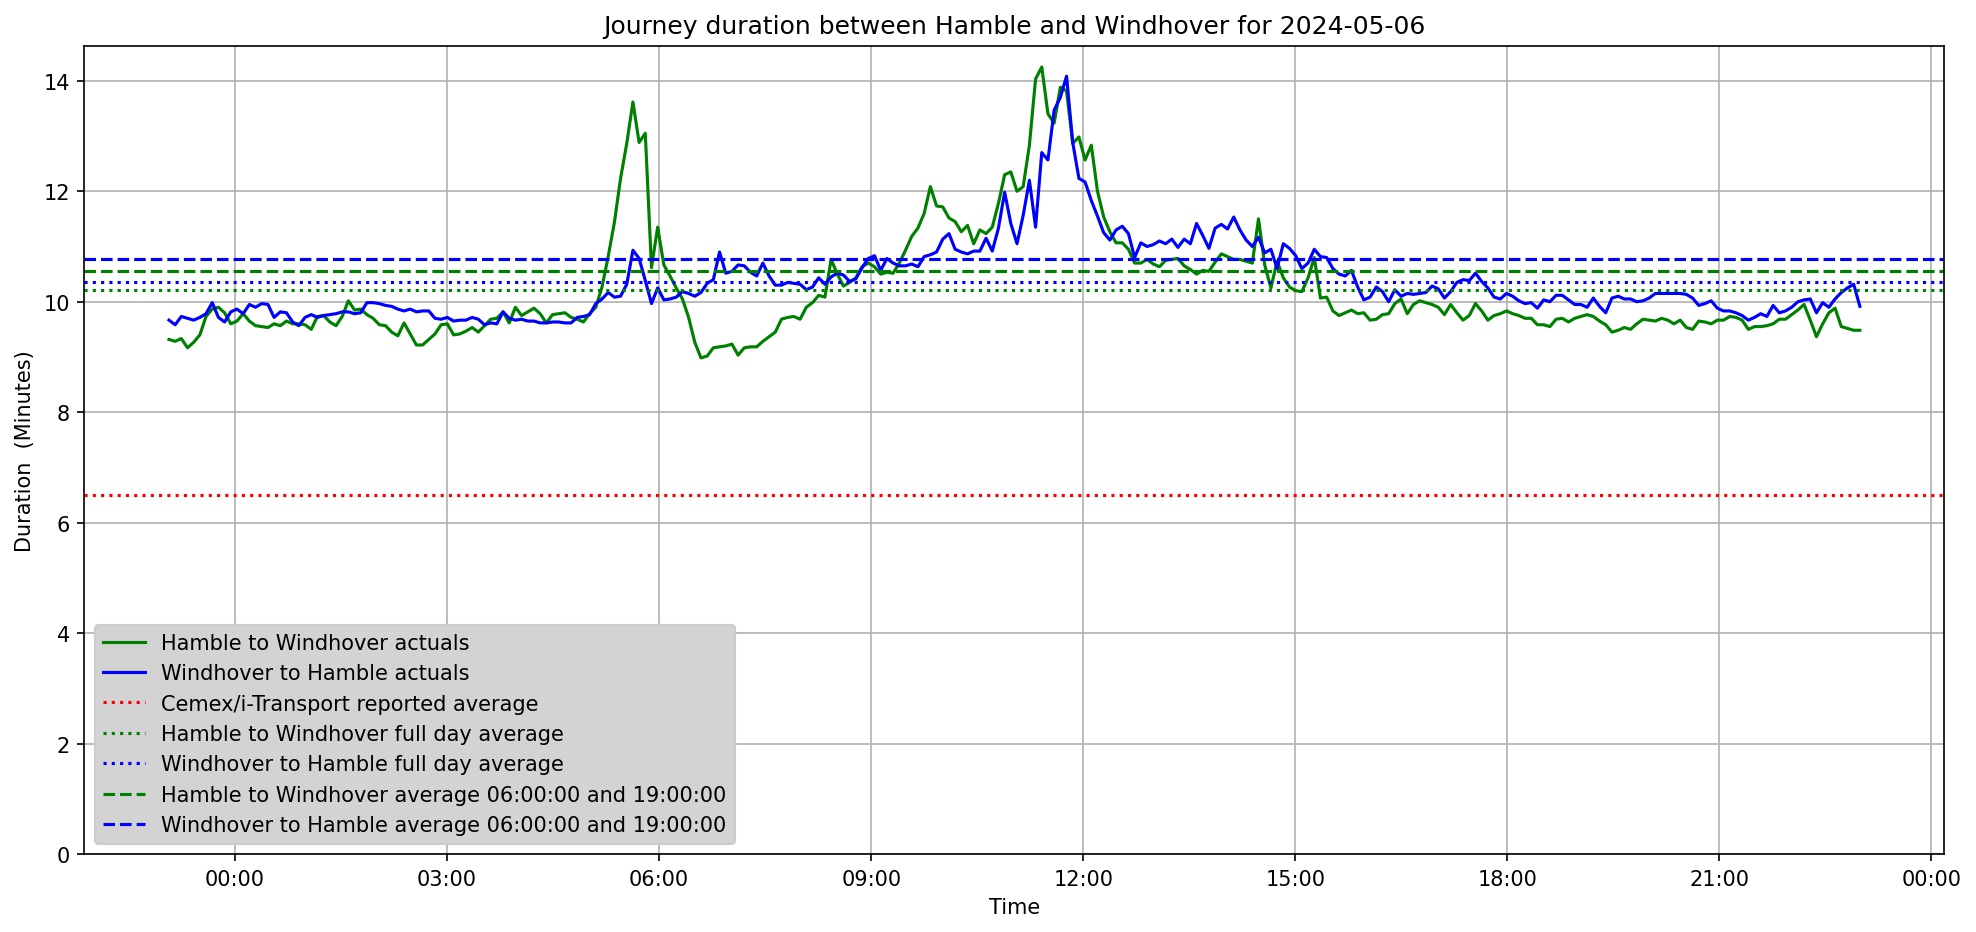 Journey duration between Hamble and Windhover for 2024-05-06
Duration (Minutes)
14
12
10
8
6
4
2
0
Hamble to Windhover actuals
Windhover to Hamble actuals
Cemex/i-Transport reported average
Hamble to Windhover full day average
Windhover to Hamble full day average
Hamble to Windhover average 06:00:00 and 19:00:00
Windhover to Hamble average 06:00:00 and 19:00:00
00:00 03:00 06:00 09:00 12:00 15:00 18:00 21:00 00:00
Time